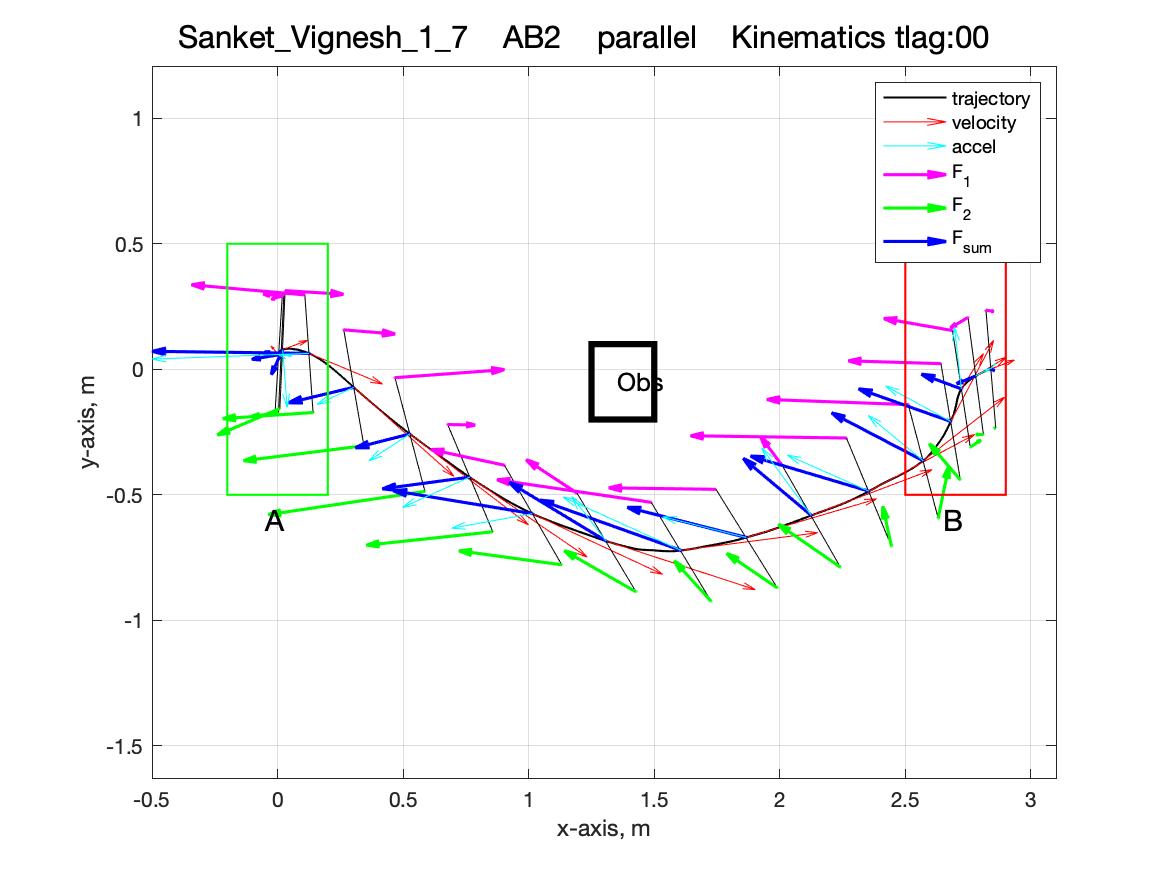 Sanket_Vignesh_1_7 AB2 parallel Kinematics tlag:00
trajectory
velocity
accel
F1
F2
Fsum
1
0.5
0
-0.5
-1
-1.5
y-axis, m
Obs
A
B
-0.5 0 0.5 1 1.5 2 2.5 3
x-axis, m